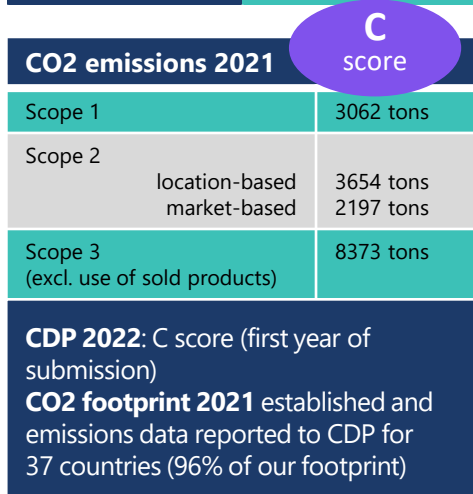 C
score
CO2 emissions 2021
Scope 1 3062 tons
Scope 2
location-based 3654 tons
market-based 2197 tons
Scope 3 8373 tons
(excl. use of sold products)
CDP 2022: C score (first year of
submission)
CO2 footprint 2021 established and
emissions data reported to CDP for
37 countries (96% of our footprint)